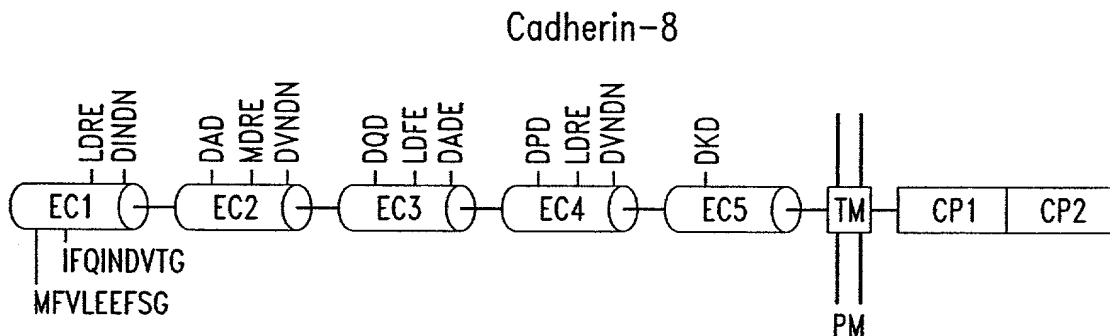 Cadherin-8
LDRE
DINDN
DAD
MDRE
DVNDN
DQD
LDFE
DADE
DPD
LDRE
DVNDN
DKD
EC1
EC2
EC3
EC4
EC5
TM
CP1
CP2
IFQINDVTG
MFVLEEFSG
PM